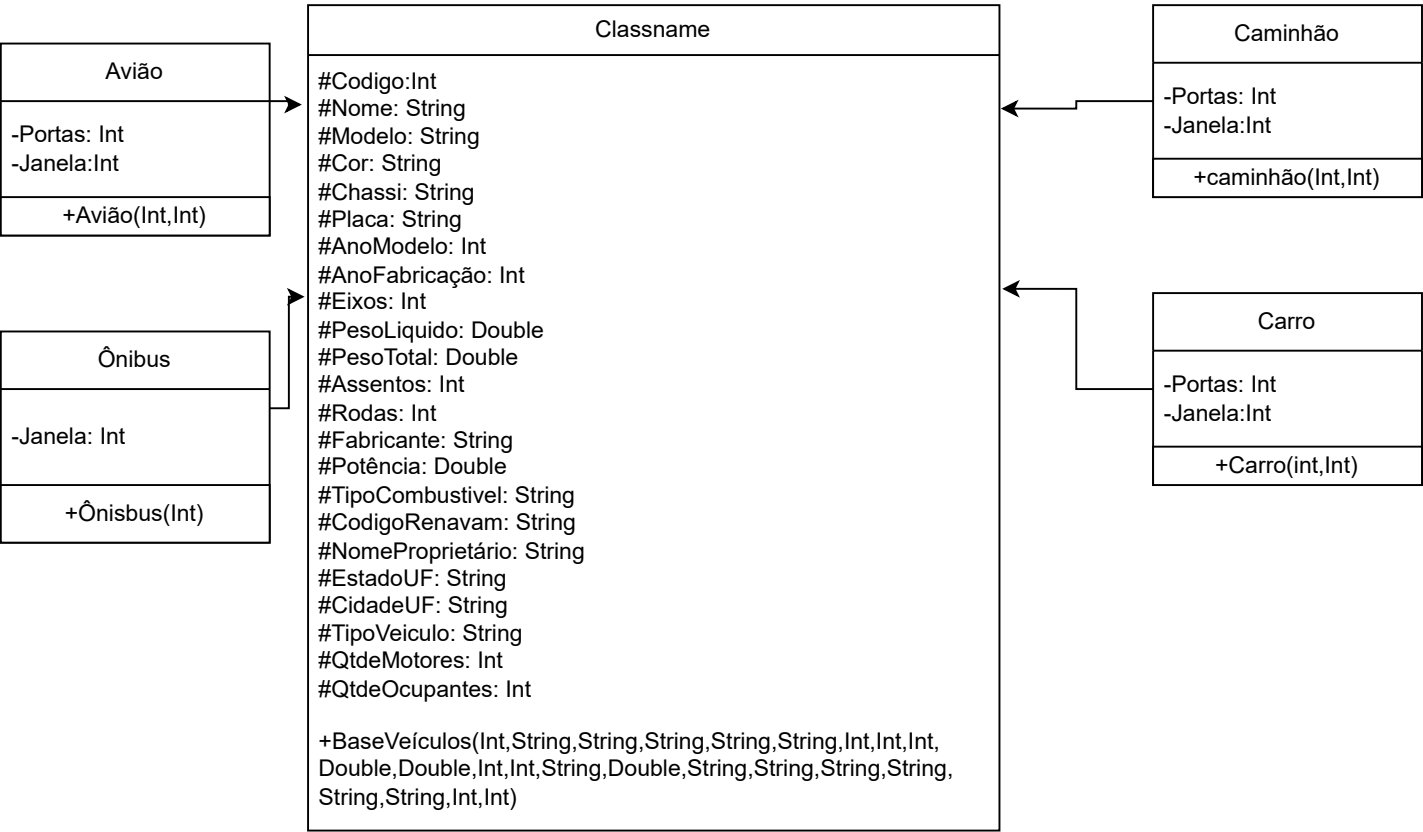 Avião
-Portas: Int
-Janela:Int
+Avião(Int,Int)
Ônibus
-Janela: Int
+Ônisbus(Int)
Classname
#Codigo:Int
#Nome: String
#Modelo: String
#Cor: String
#Chassi: String
#Placa: String
#AnoModelo: Int
#AnoFabricação: Int
#Eixos: Int
#PesoLiquido: Double
#PesoTotal: Double
#Assentos: Int
#Rodas: Int
#Fabricante: String
#Potência: Double
#TipoCombustivel: String
#CodigoRenavam: String
#NomeProprietário: String
#EstadoUF: String
#CidadeUF: String
#TipoVeiculo: String
#QtdeMotores: Int
#QtdeOcupantes: Int
+BaseVeículos(Int,String,String,String,String,String,Int,Int,Int,
Double,Double,Int,Int,String,Double,String,String,String,String,
String,String,Int,Int)
Caminhão
-Portas: Int
-Janela:Int
+caminhão(Int,Int)
Carro
-Portas: Int
-Janela:Int
+Carro(int,Int)